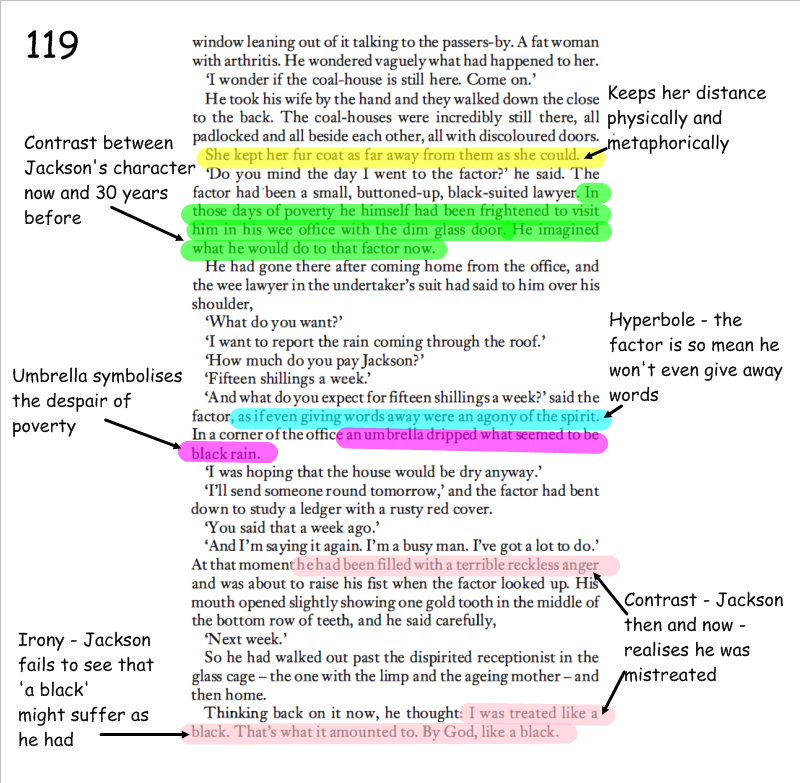 119
window leaning out of it talking to the passers-by. A fat woman
with arthritis. He wondered vaguely what had happened to her.
‘I wonder if the coal-house is still here. Come on.’
He took his wife by the hand and they walked down the close
to the back. The coal-houses were incredibly still there, all
padlocked and all beside each other, all with discoloured doors.
She kept her fur coat as far away from them as she could.
‘Do you mind the day I went to the factor?’ he said. The
factor had been a small, buttoned-up, black-suited lawyer. In
those days of poverty he himself had been frightened to visit
him in his wee office with the dim glass door. He imagined
what he would do to that factor now.
He had gone there after coming home from the office, and
the wee lawyer in the undertaker’s suit had said to him over his
shoulder,
‘What do you want?’
‘I want to report the rain coming through the roof.’
‘How much do you pay Jackson?’
‘Fifteen shillings a week.’
‘And what do you expect for fifteen shillings a week?’ said the
factor, as if even giving words away were an agony of the spirit.
In a corner of the office an umbrella dripped what seemed to be
black rain.
‘I was hoping that the house would be dry anyway.’
‘I’ll send someone round tomorrow,’ and the factor had bent
down to study a ledger with a rusty red cover.
‘You said that a week ago.’
‘And I’m saying it again. I’m a busy man. I’ve got a lot to do.’
At that moment he had been filled with a terrible reckless anger
and was about to raise his fist when the factor looked up. His
mouth opened slightly showing one gold tooth in the middle of
the bottom row of teeth, and he said carefully,
‘Next week.’
So he had walked out past the dispirited receptionist in the
glass cage – the one with the limp and the ageing mother – and
then home.
Thinking back on it now, he thought: I was treated like a
black. That’s what it amounted to. By God, like a black.
Keeps her distance
physically and
metaphorically
Contrast between
Jackson's character
now and 30 years
before
Hyperbole - the
factor is so mean he
won't even give away
words
Umbrella symbolises
the despair of
poverty
Contrast - Jackson
then and now -
realises he was
mistreated
Irony - Jackson
fails to see that
'a black'
might suffer as
he had